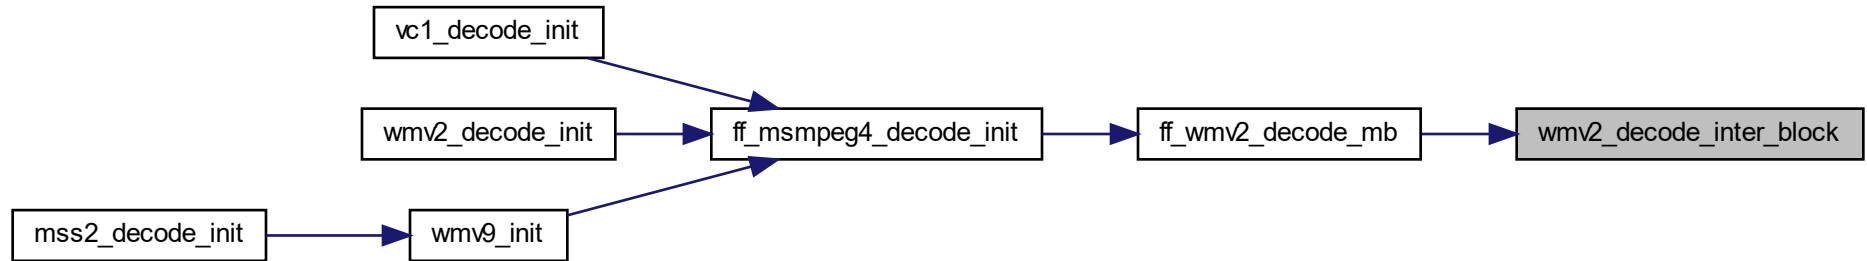 vc1_decode_init
wmv2_decode_init
ff_msmpeg4_decode_init
ff_wmv2_decode_mb
wmv2_decode_inter_block
mss2_decode_init
wmv9_init